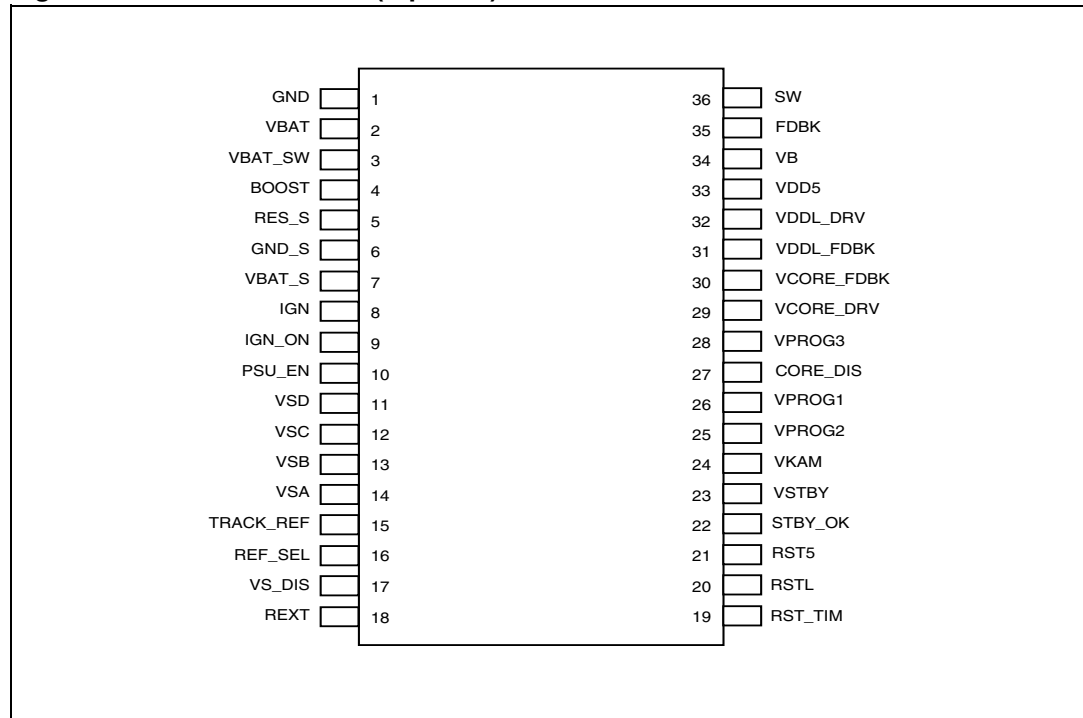 GND 1 36 SW
VBAT 2 35 FDBK
VBAT_SW 3 34 VB
BOOST 4 33 VDD5
RES_S 5 32 VDDL_DRV
GND_S 6 31 VDDL_FDBK
VBAT_S 7 30 VCORE_FDBK
IGN 8 29 VCORE_DRV
IGN_ON 9 28 VPROG3
PSU_EN 10 27 CORE_DIS
VSD 11 26 VPROG1
VSC 12 25 VPROG2
VSB 13 24 VKAM
VSA 14 23 VSTBY
TRACK_REF 15 22 STBY_OK
REF_SEL 16 21 RST5
VS_DIS 17 20 RSTL
REXT 18 19 RST_TIM